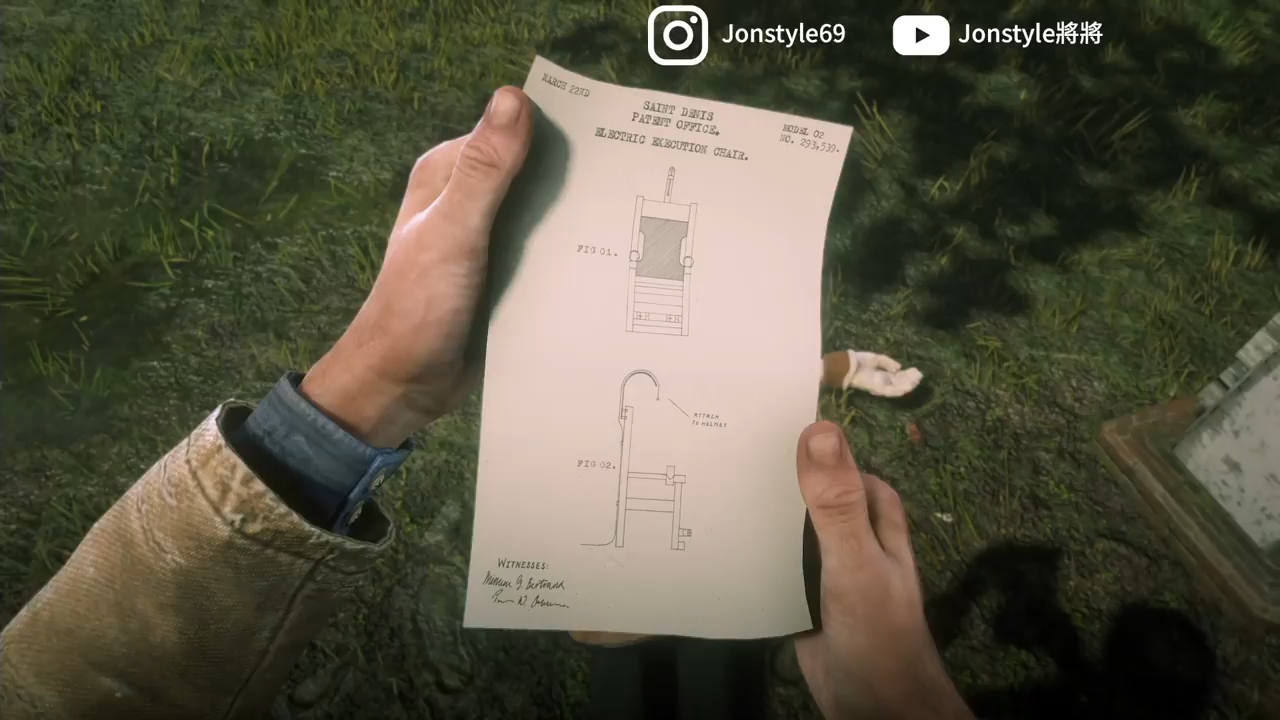 Jonstyle69
Jonstyle將將
MARCH 22ND
SAINT DENIS
PATENT OFFICE.
ELECTRIC EXECUTION CHAIR.
MODEL 02
NO. 293,539.
FIG 01.
ATTACH
TO HELMET
FIG 02.
WITNESSES: